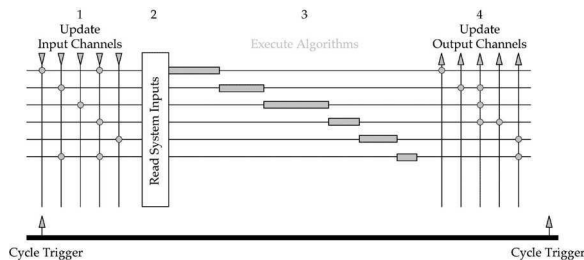 1 2 3 4
Update
Input Channels
Execute Algorithms
Update
Output Channels
Read System Inputs
Cycle Trigger
Cycle Trigger